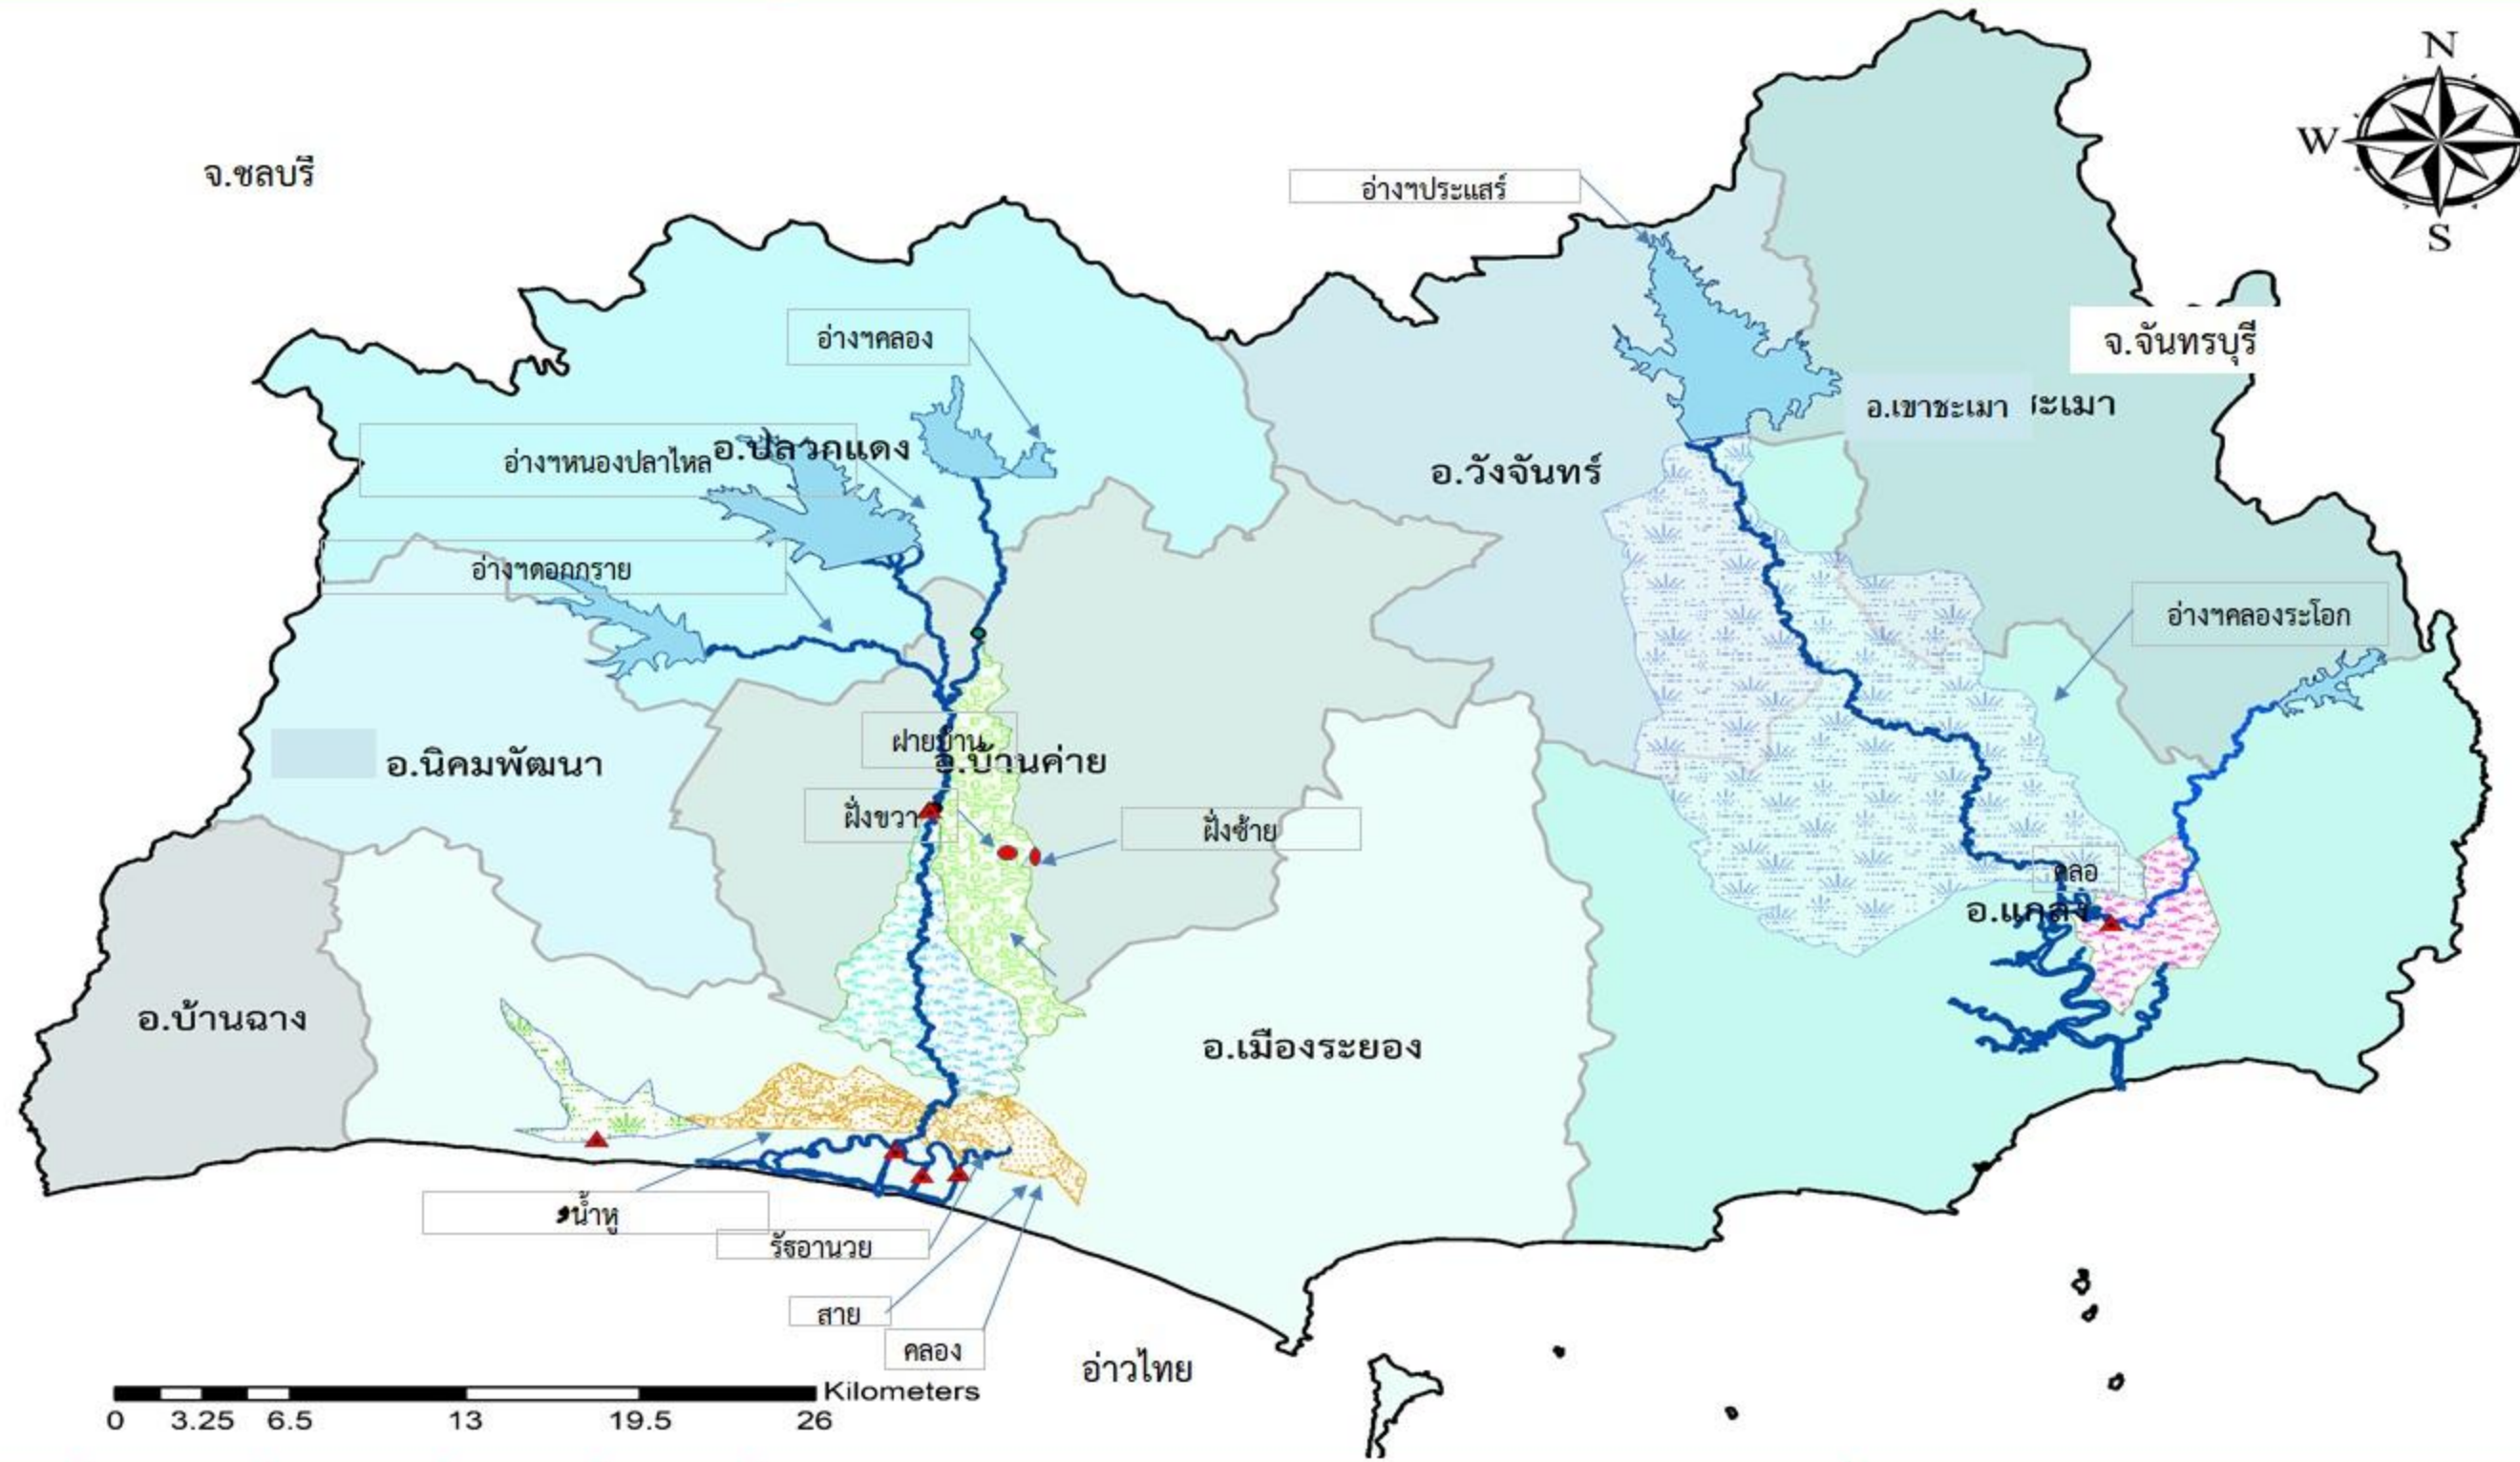 N
จ.ชลบุรี
W
อ่างฯประแสร์
S
อ่างฯคลอง
จ.จันทรบุรี
อ.เขาชะเมา
ะเมา
อ.ปลวกแดง
อ่างฯหนองปลาไหล
อ.วังจันทร์
อ่างฯดอกกราย
อ่างฯคลองระโอก
ฝายบ้าน
อ.นิคมพัฒนา
อ.บ้านค่าย
ฝั่งขวา
ฝั่งซ้าย
คลอ
อ.แกลง
อ.บ้านฉาง
อ.เมืองระยอง
น้ำหู
รัฐอานวย
สาย
คลอง
อ่าวไทย
Kilometers
0 3.25 6.5 13 19.5 26